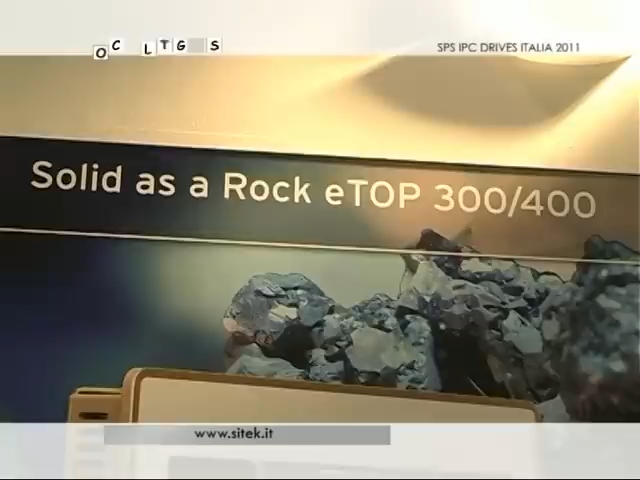 O C L T G S
SPS IPC DRIVES ITALIA 2011
Solid as a Rock eTOP 300/400
www.sitek.it